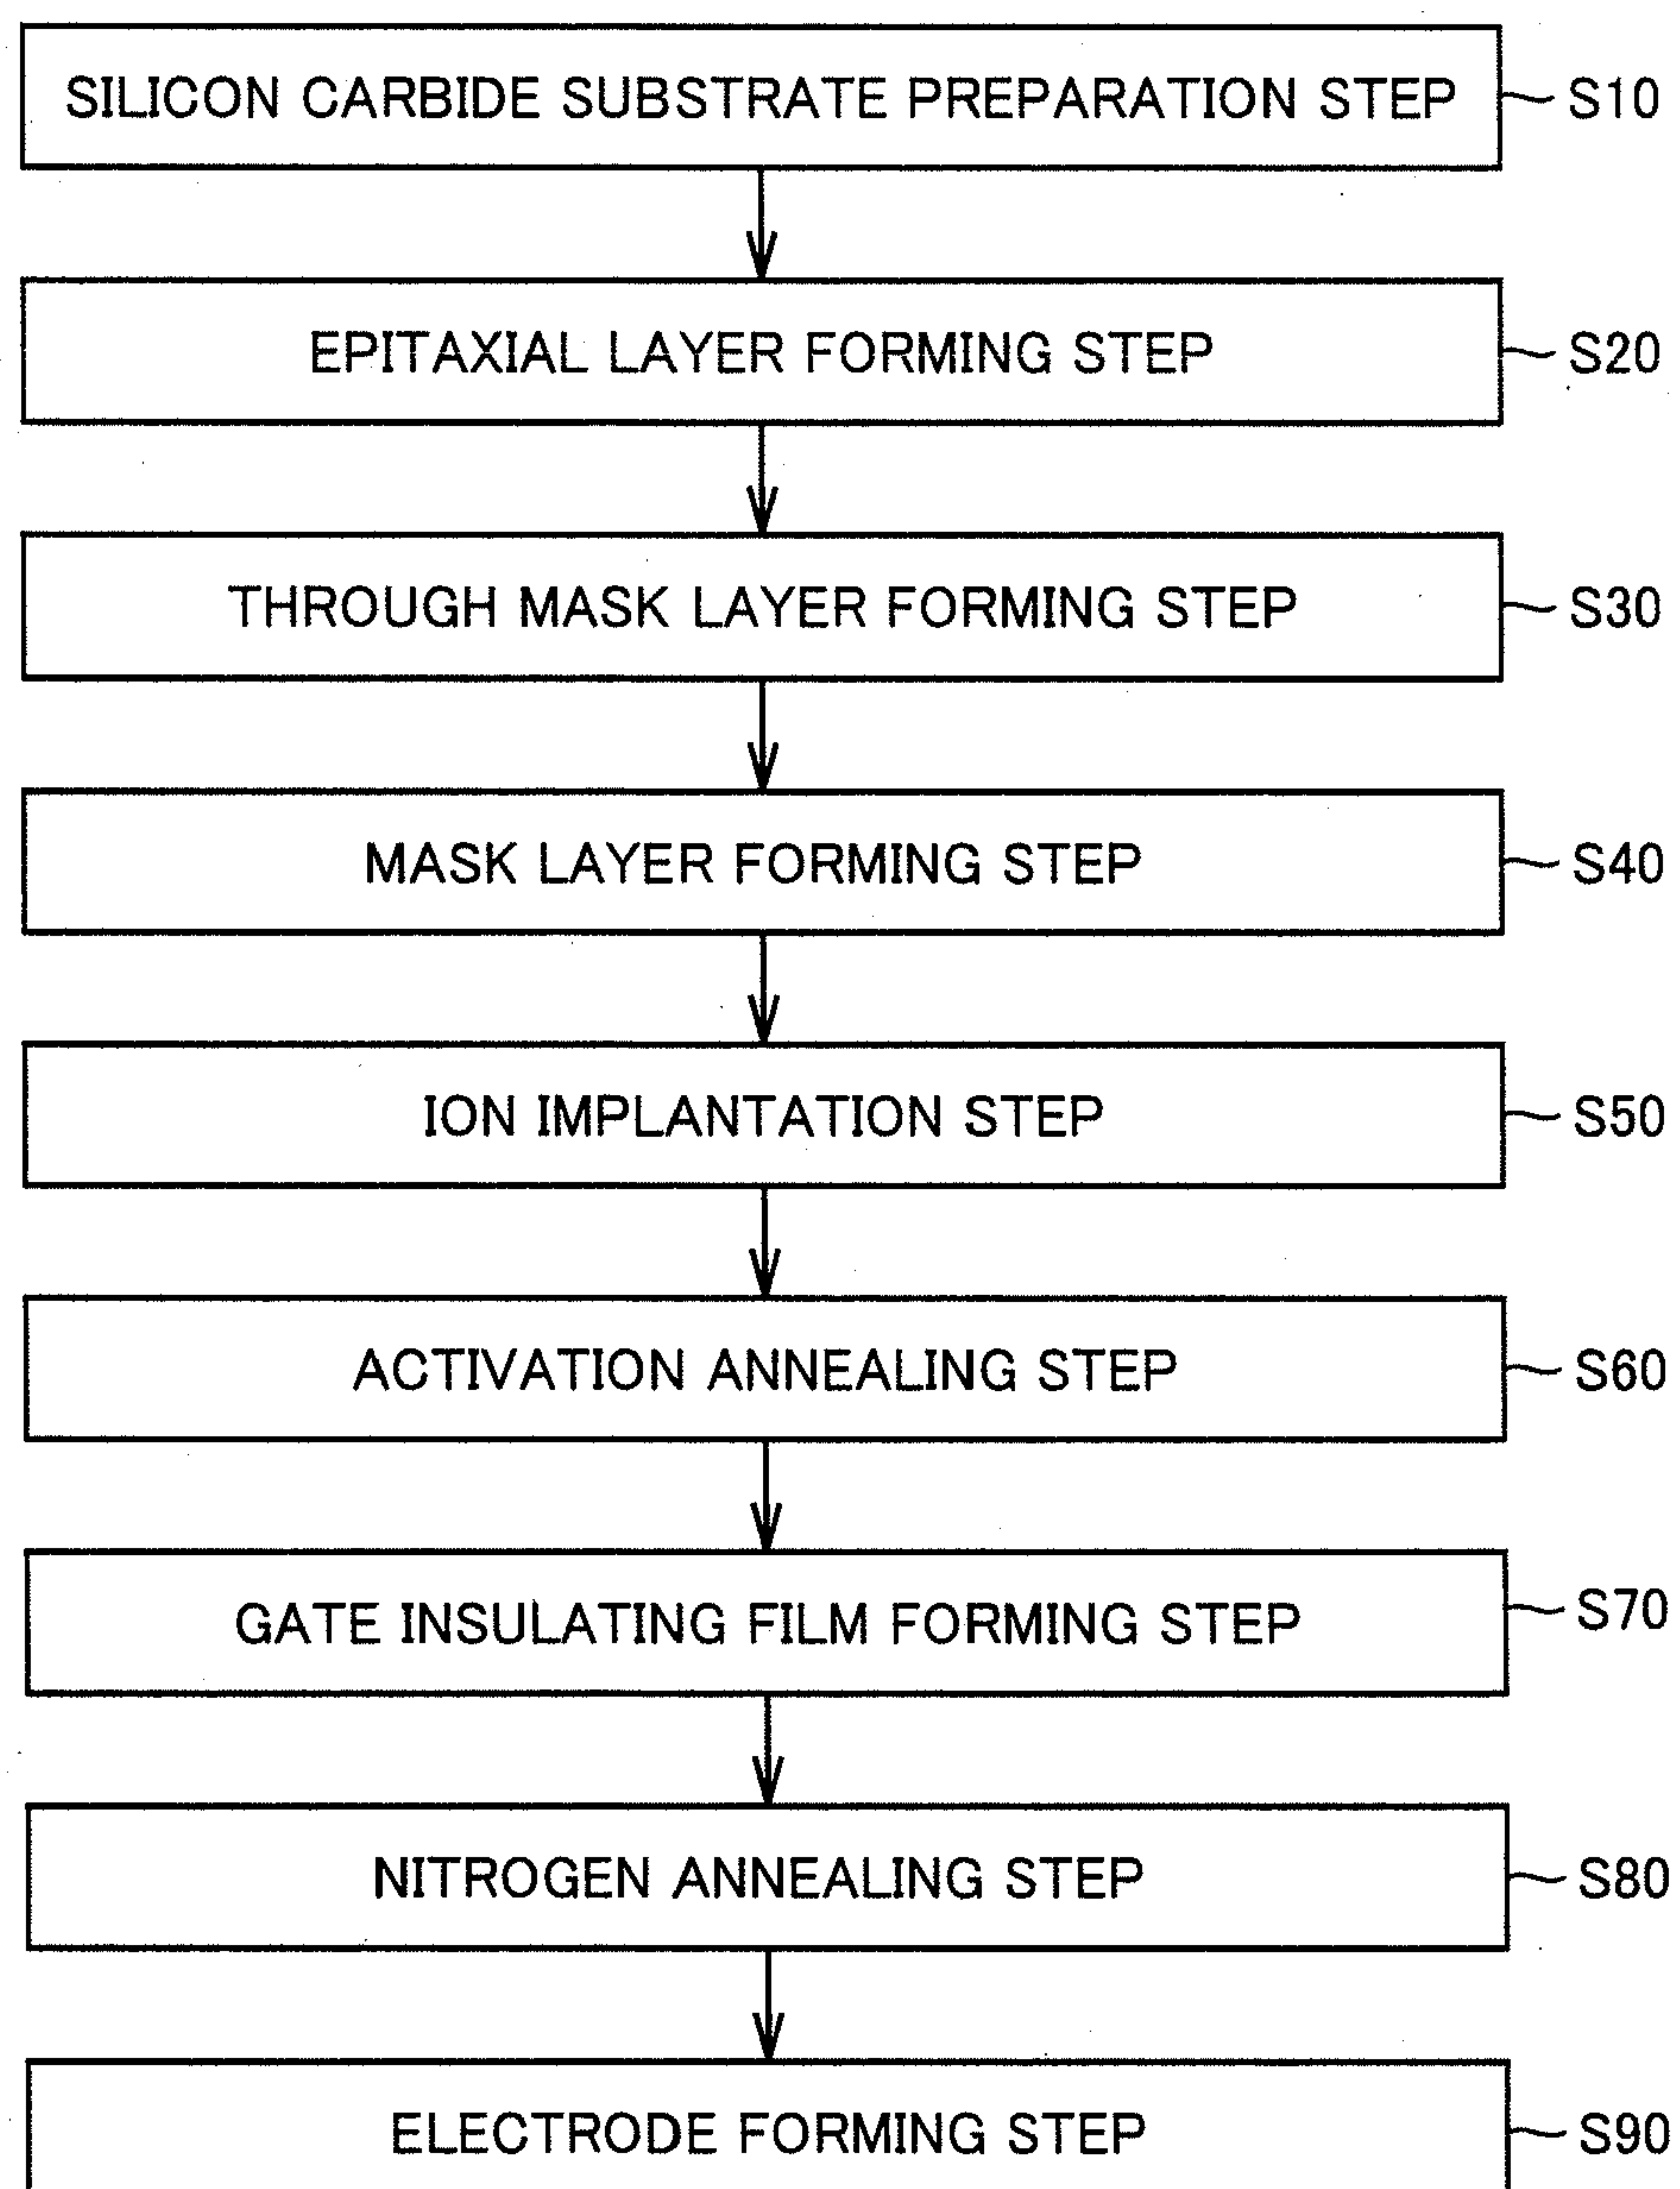 SILICON CARBIDE SUBSTRATE PREPARATION STEP S10
EPITAXIAL LAYER FORMING STEP S20
THROUGH MASK LAYER FORMING STEP S30
MASK LAYER FORMING STEP S40
ION IMPLANTATION STEP S50
ACTIVATION ANNEALING STEP S60
GATE INSULATING FILM FORMING STEP S70
NITROGEN ANNEALING STEP S80
ELECTRODE FORMING STEP S90